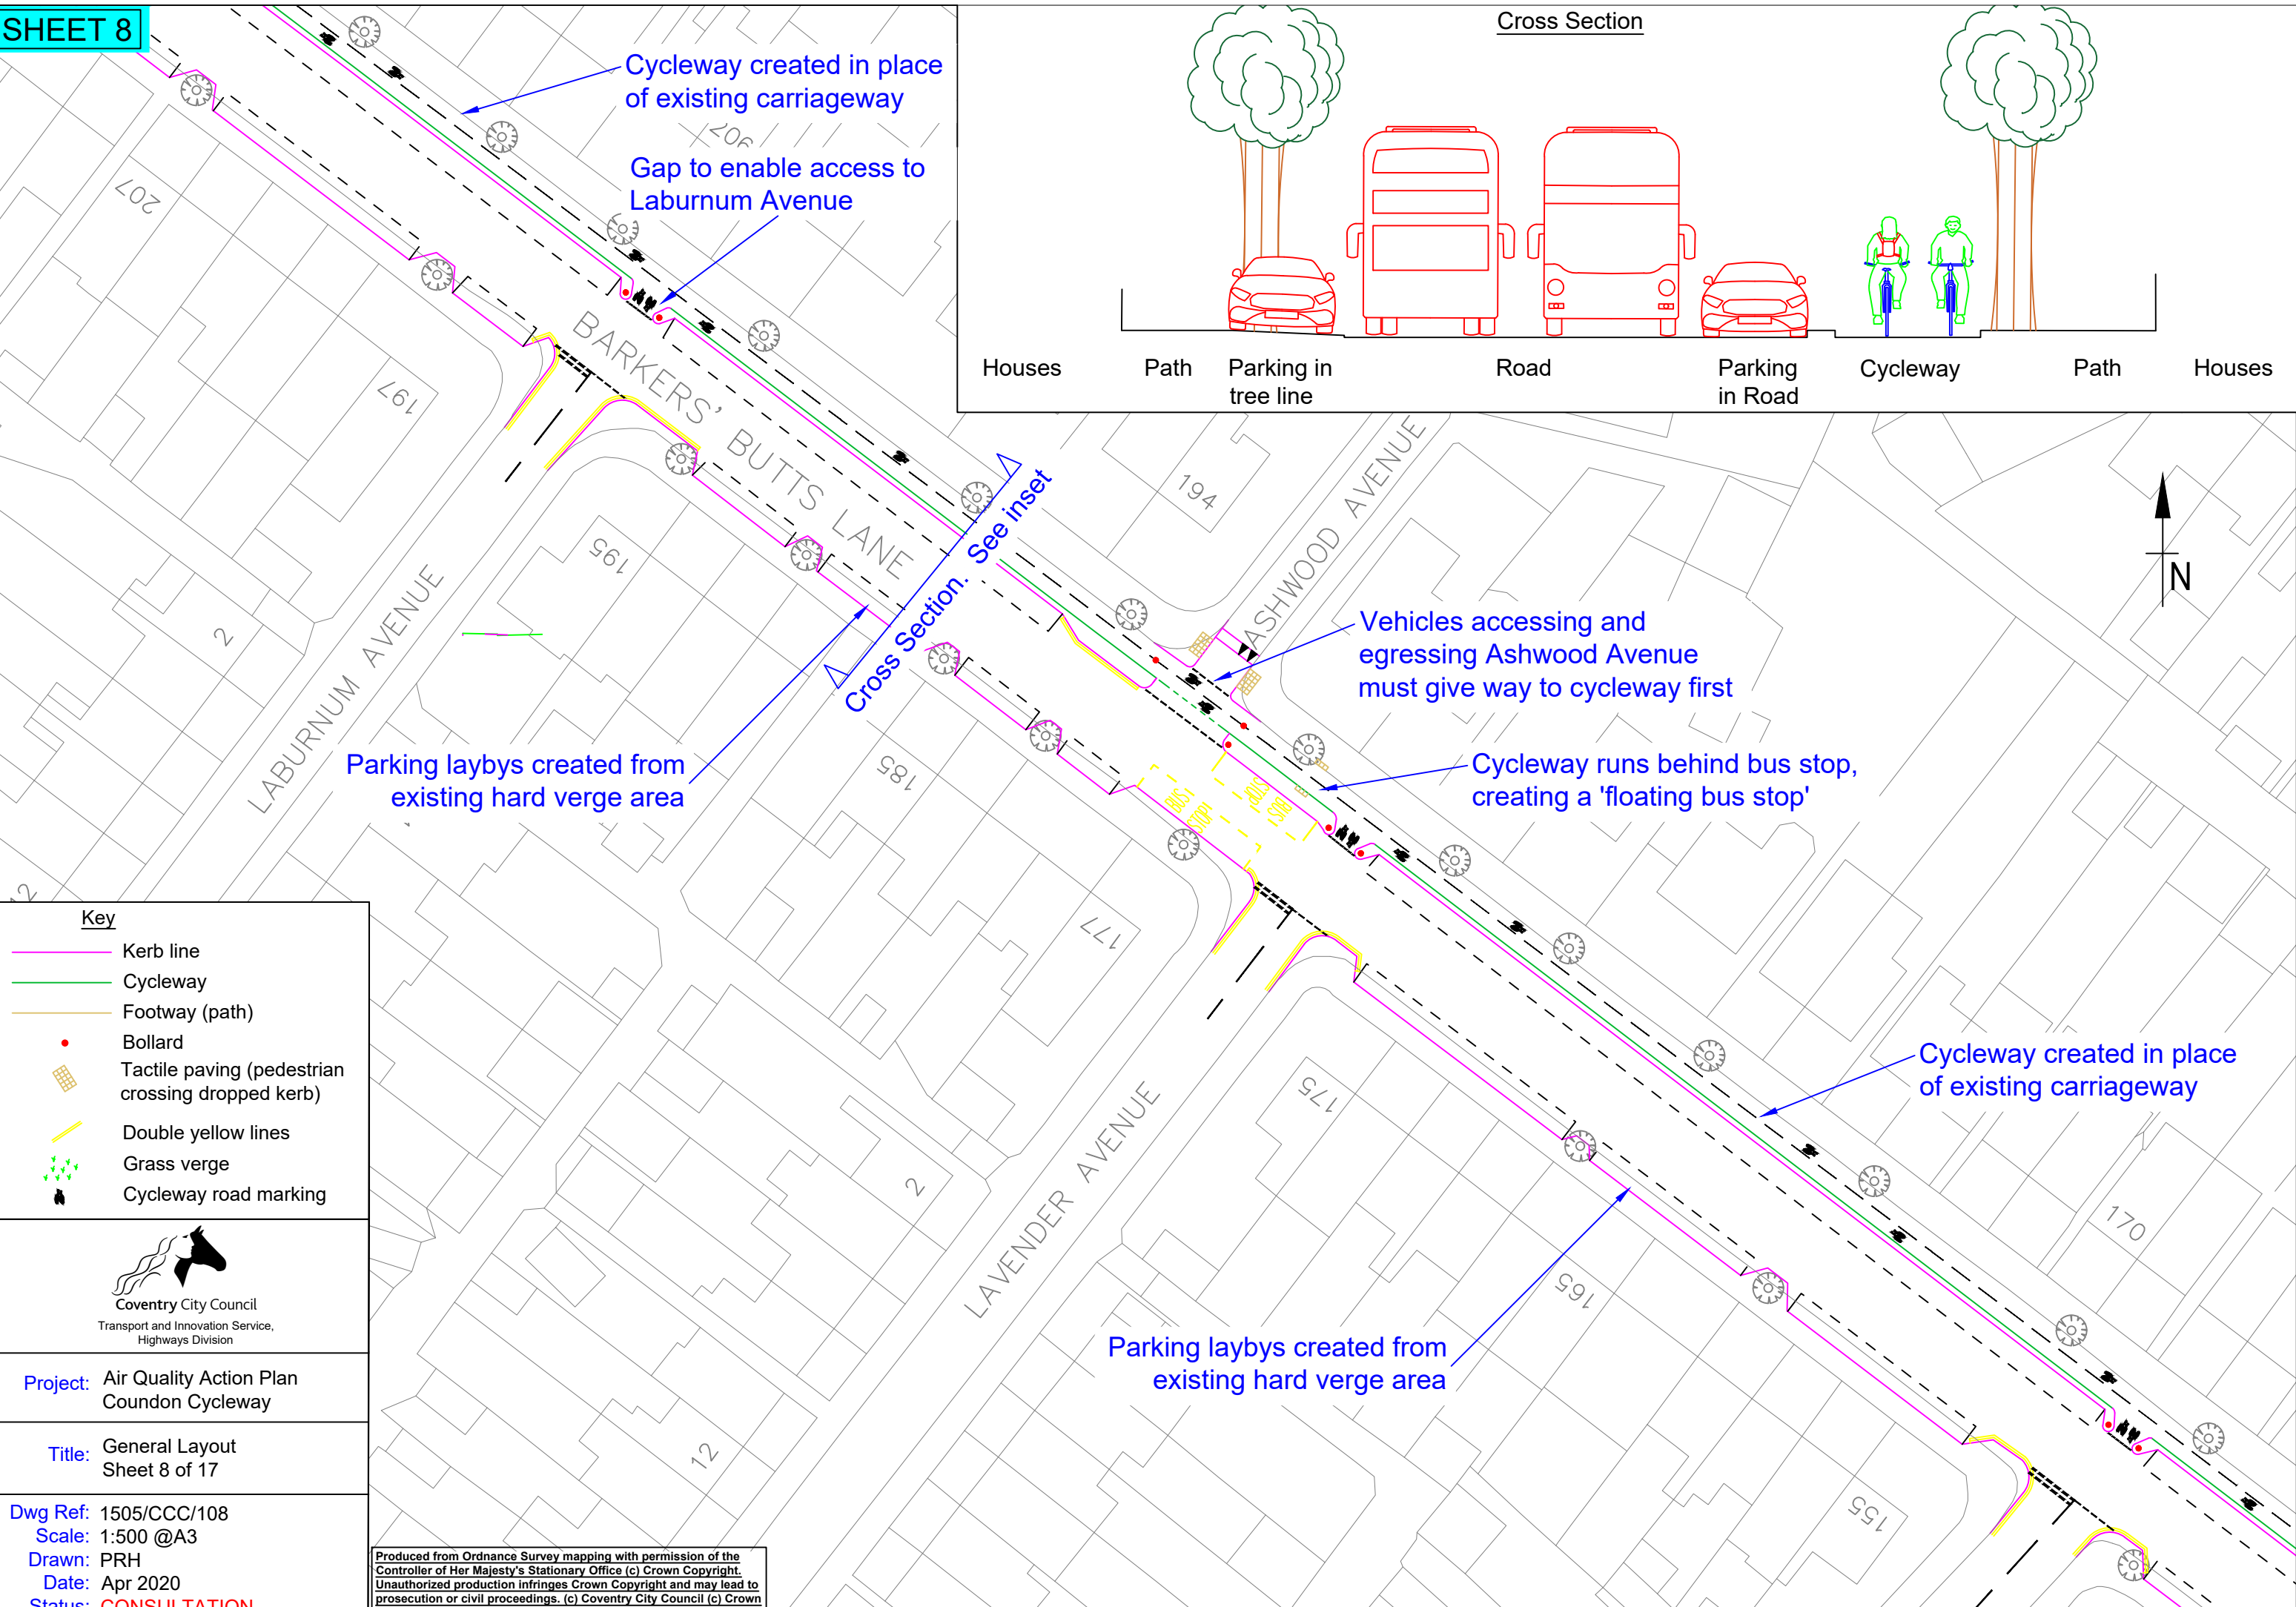 SHEET 8
Cycleway created in place
of existing carriageway
Gap to enable access to
Laburnum Avenue
Cross Section
Houses
Path
Parking in
tree line
Road
Parking
in Road
Cycleway
Path
Houses
207
206
197
BARKERS' BUTTS LANE
195
194
ASHWOOD AVENUE
Cross Section. See inset
N
2
LABURNUM AVENUE
Vehicles accessing and
egressing Ashwood Avenue
must give way to cycleway first
Parking laybys created from
existing hard verge area
185
BUS
STOP
BUS
STOP
Cycleway runs behind bus stop,
creating a 'floating bus stop'
12
177
175
2
LAVENDER AVENUE
Cycleway created in place
of existing carriageway
170
165
Parking laybys created from
existing hard verge area
12
155
Key
Kerb line
Cycleway
Footway (path)
Bollard
Tactile paving (pedestrian
crossing dropped kerb)
Double yellow lines
Grass verge
Cycleway road marking
Coventry City Council
Transport and Innovation Service,
Highways Division
Project: Air Quality Action Plan
Coundon Cycleway
Title: General Layout
Sheet 8 of 17
Dwg Ref: 1505/CCC/108
Scale: 1:500 @A3
Drawn: PRH
Date: Apr 2020
Status: CONSULTATION
Produced from Ordnance Survey mapping with permission of the
Controller of Her Majesty's Stationary Office (c) Crown Copyright.
Unauthorized production infringes Crown Copyright and may lead to
prosecution or civil proceedings. (c) Coventry City Council (c) Crown